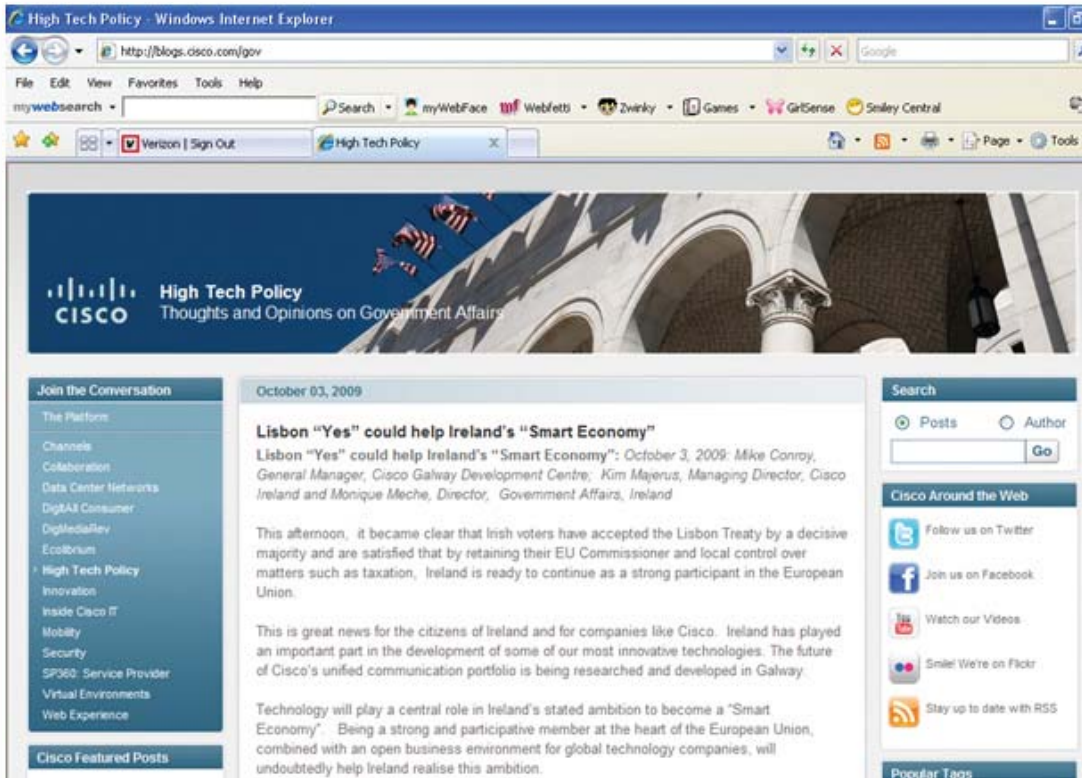 High Tech Policy - Windows Internet Explorer
http://blogs.cisco.com/gov
Google
File Edit View Favorites Tools Help
mywebsearch
Search myWebFace Webfetti Zwinky Games GirlSense Smiley Central
Verizon | Sign Out
High Tech Policy
Page Tools
CISCO
High Tech Policy
Thoughts and Opinions on Government Affairs
Join the Conversation
The Platform
Channels
Collaboration
Data Center Networks
DigitAll Consumer
DigMediaRev
Ecolibrium
High Tech Policy
Innovation
Inside Cisco IT
Mobility
Security
SP360: Service Provider
Virtual Environments
Web Experience
Cisco Featured Posts
October 03, 2009
Lisbon “Yes” could help Ireland's “Smart Economy”
Lisbon “Yes” could help Ireland's “Smart Economy”: October 3, 2009: Mike Conroy,
General Manager, Cisco Galway Development Centre; Kim Majerus, Managing Director, Cisco
Ireland and Monique Meche, Director, Government Affairs, Ireland
This afternoon, it became clear that Irish voters have accepted the Lisbon Treaty by a decisive
majority and are satisfied that by retaining their EU Commissioner and local control over
matters such as taxation, Ireland is ready to continue as a strong participant in the European
Union.
This is great news for the citizens of Ireland and for companies like Cisco. Ireland has played
an important part in the development of some of our most innovative technologies. The future
of Cisco's unified communication portfolio is being researched and developed in Galway.
Technology will play a central role in Ireland's stated ambition to become a “Smart
Economy”. Being a strong and participative member at the heart of the European Union,
combined with an open business environment for global technology companies, will
undoubtedly help Ireland realise this ambition.
Search
Posts Author
Go
Cisco Around the Web
Follow us on Twitter
Join us on Facebook
You Tube
Watch our Videos
Smile! We're on Flickr
Stay up to date with RSS
Popular Tags